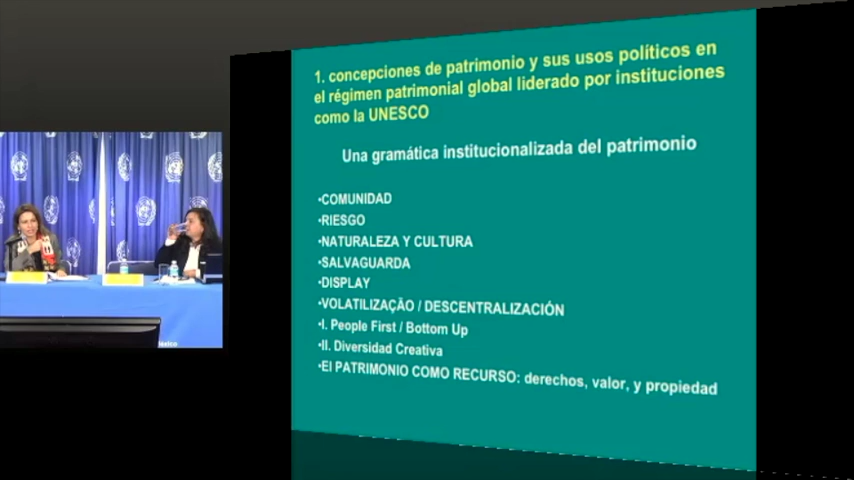 1. concepciones de patrimonio y sus usos políticos en
el régimen patrimonial global liderado por instituciones
como la UNESCO
Una gramática institucionalizada del patrimonio
•COMUNIDAD
•RIESGO
•NATURALEZA Y CULTURA
•SALVAGUARDA
•DISPLAY
•VOLATILIZAÇÃO / DESCENTRALIZACIÓN
•I. People First / Bottom Up
•II. Diversidad Creativa
•El PATRIMONIO COMO RECURSO: derechos, valor, y propiedad